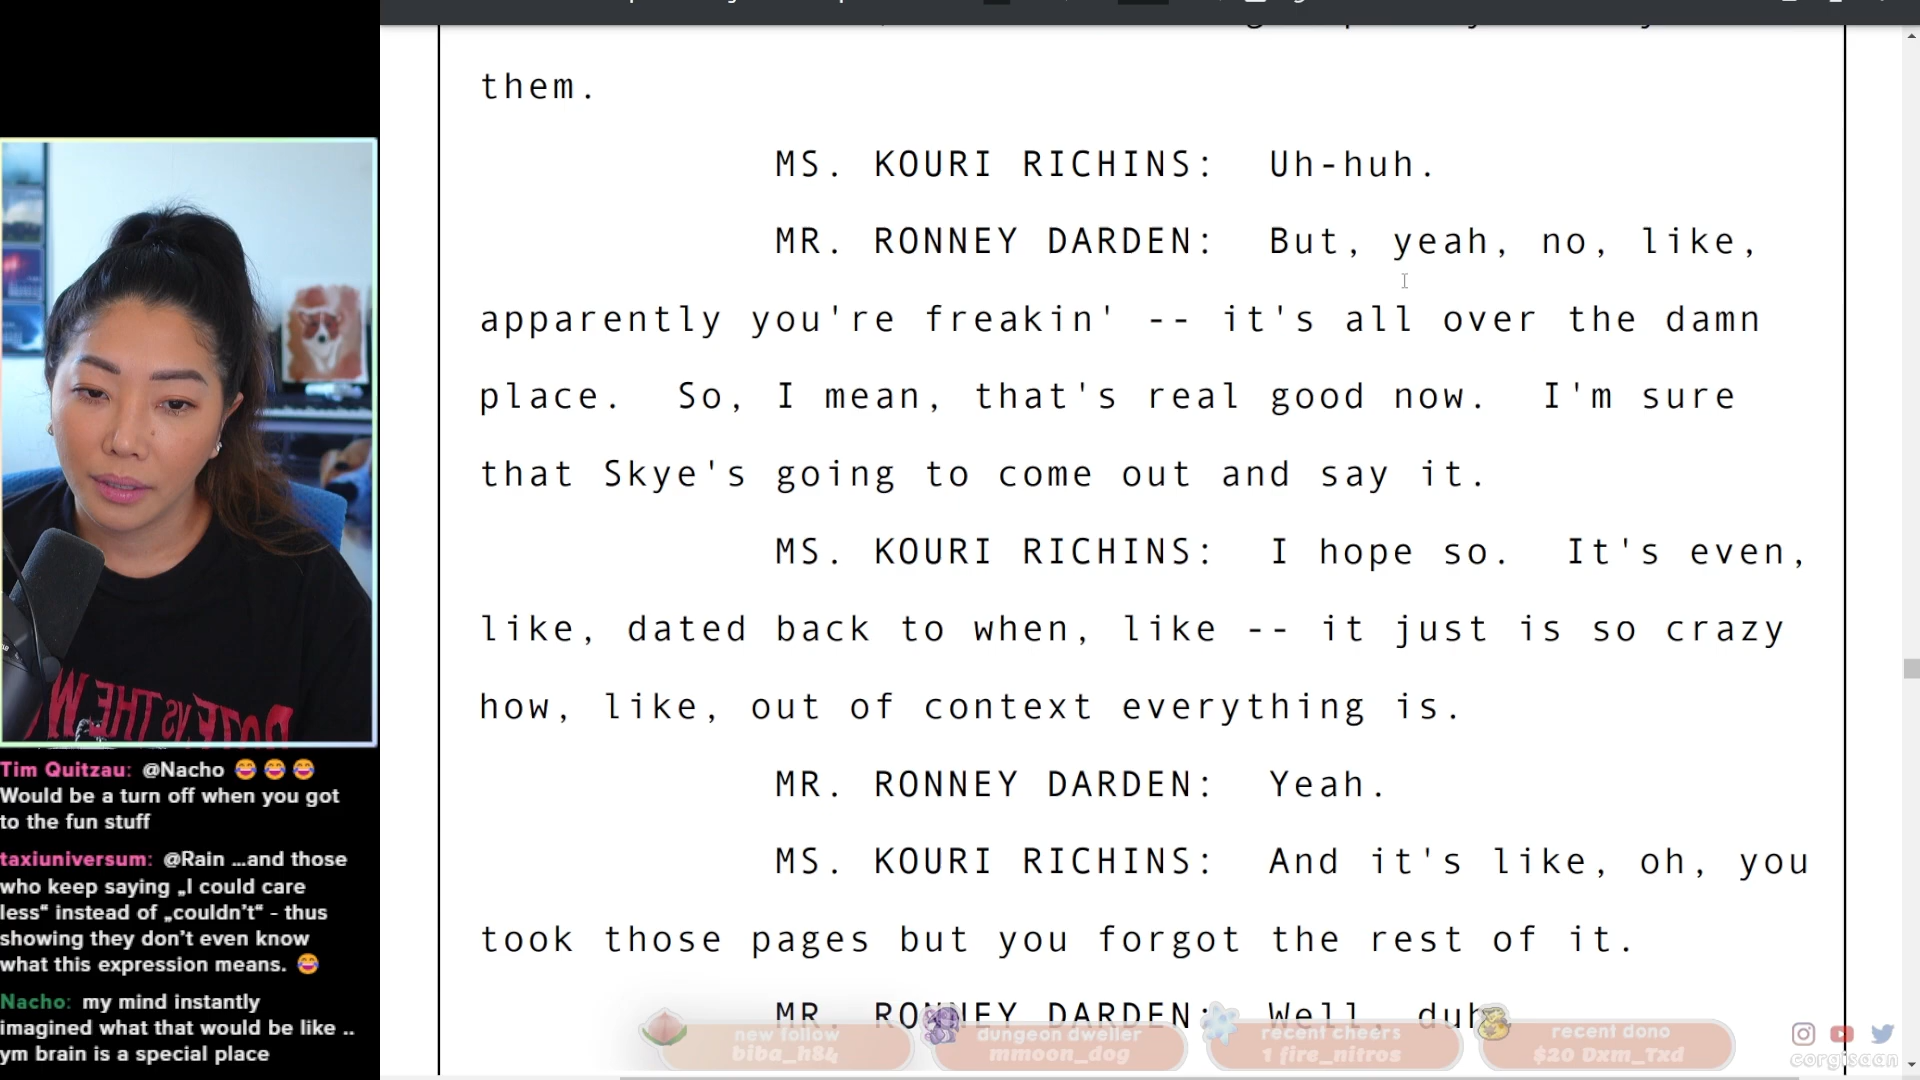 them.
MS. KOURI RICHINS: Uh-huh.
MR. RONNEY DARDEN: But, yeah, no, like,
apparently you're freakin' -- it's all over the damn
place. So, I mean, that's real good now. I'm sure
that Skye's going to come out and say it.
MS. KOURI RICHINS: I hope so. It's even,
like, dated back to when, like -- it just is so crazy
how, like, out of context everything is.
MR. RONNEY DARDEN: Yeah.
MS. KOURI RICHINS: And it's like, oh, you
took those pages but you forgot the rest of it.
MR. RONNEY DARDEN: Well, duh
Tim Quitzau: @Nacho 😂 😂 😂
Would be a turn off when you got
to the fun stuff
taxiuniversum: @Rain ...and those
who keep saying „I could care
less“ instead of „couldn't“ - thus
showing they don't even know
what this expression means. 😂
Nacho: my mind instantly
imagined what that would be like ..
ym brain is a special place
new follow
biba_h84
dungeon dweller
mmoon_dog
recent cheers
1 fire_nitros
recent dono
$20 Dxm_Txd
corgisaan